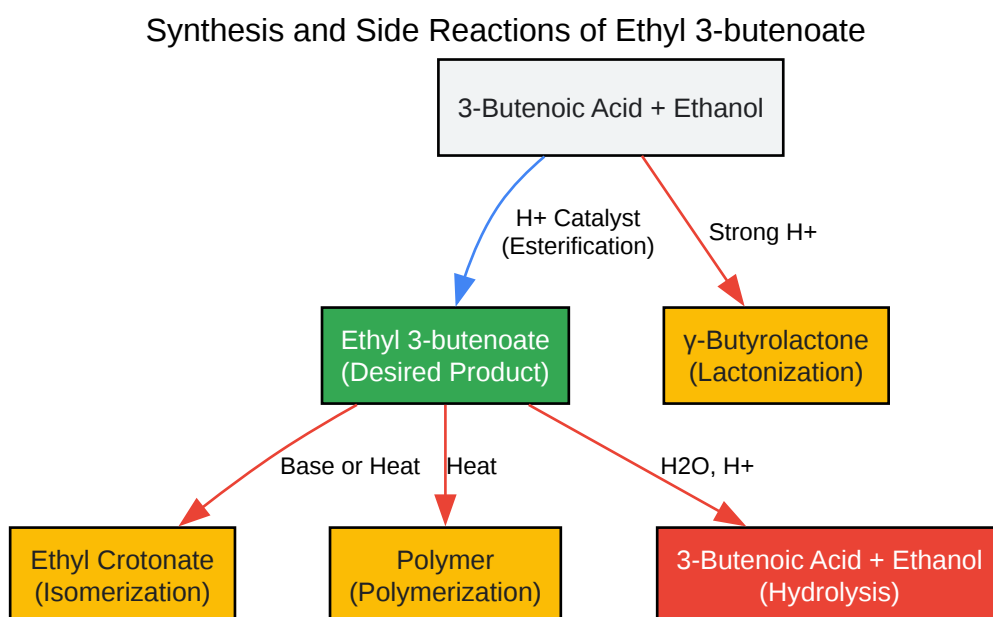 Synthesis and Side Reactions of Ethyl 3-butenoate
3-Butenoic Acid + Ethanol
H+ Catalyst
(Esterification)
Strong H+
Ethyl 3-butenoate
(Desired Product)
γ-Butyrolactone
(Lactonization)
Base or Heat
Heat
H2O, H+
Ethyl Crotonate
(Isomerization)
Polymer
(Polymerization)
3-Butenoic Acid + Ethanol
(Hydrolysis)